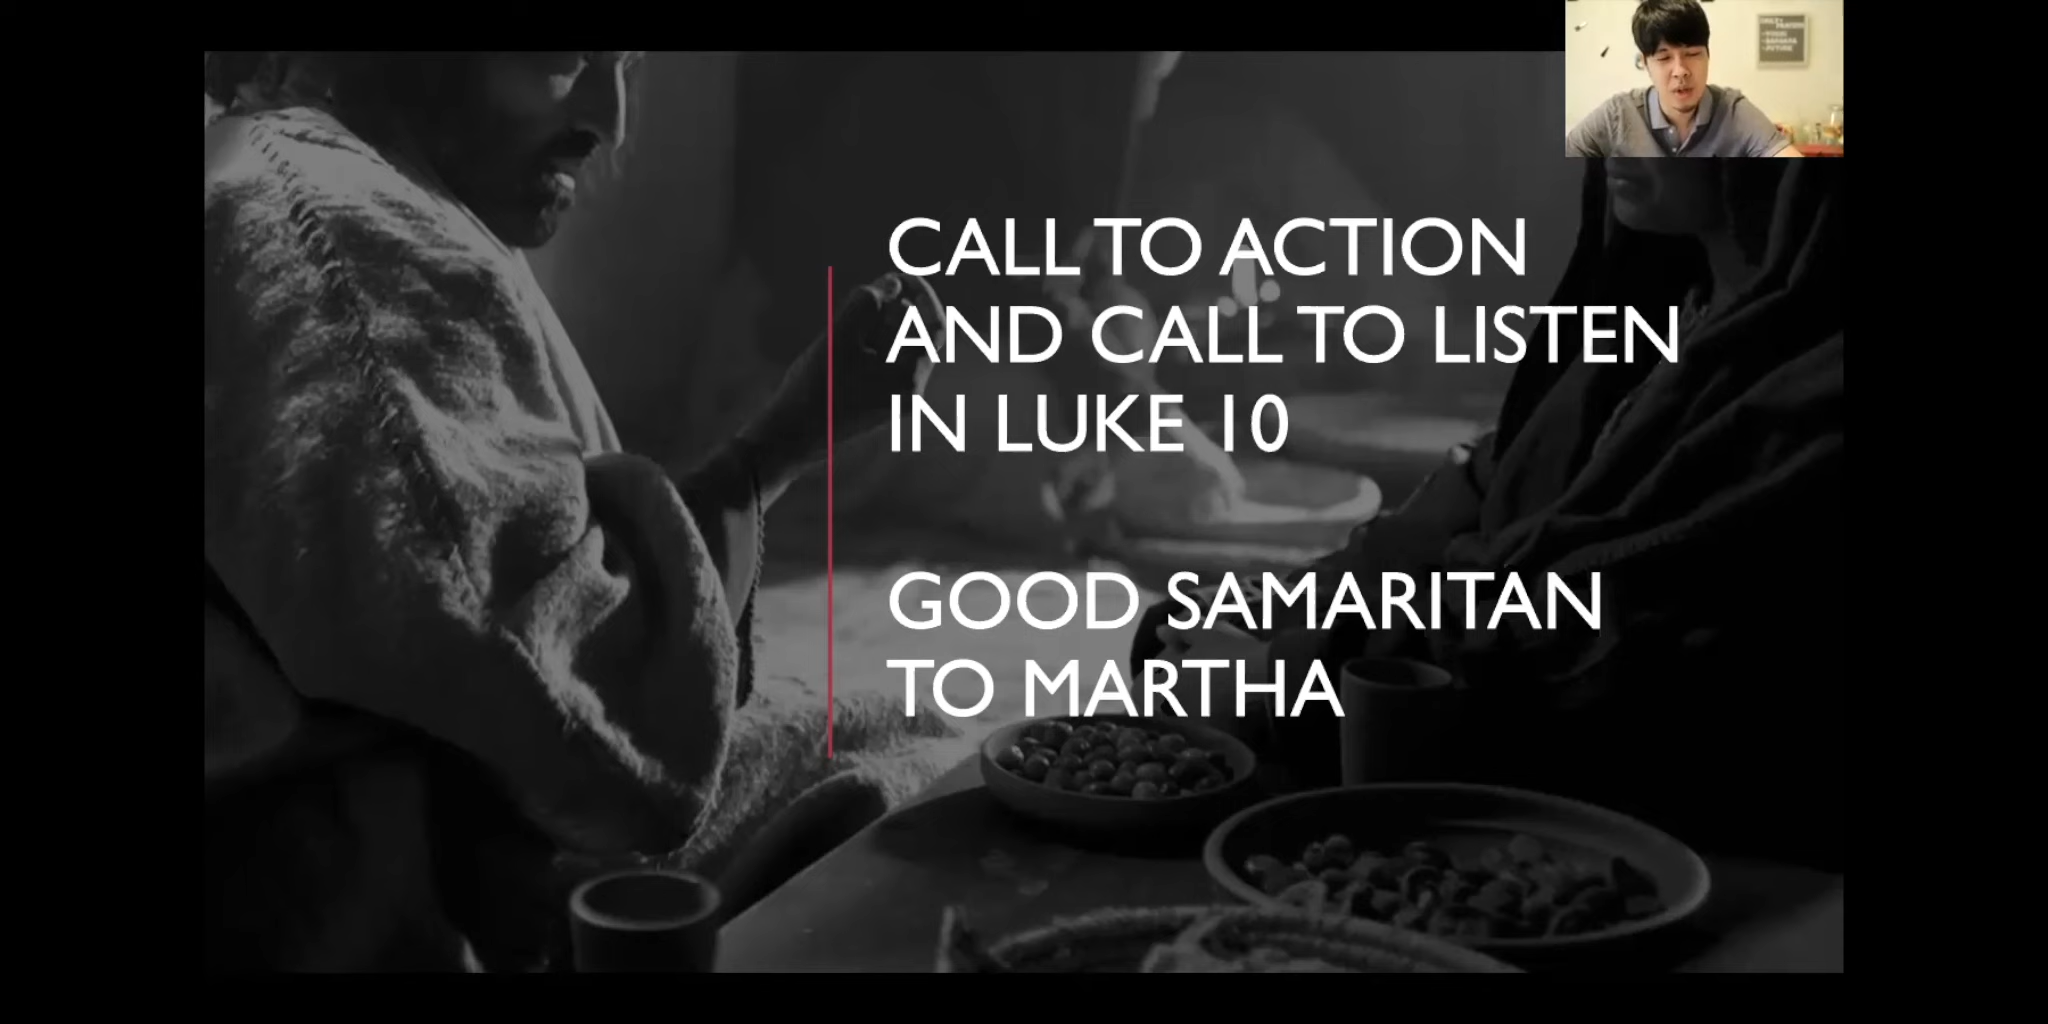 CALL TO ACTION
AND CALL TO LISTEN
IN LUKE 10
GOOD SAMARITAN
TO MARTHA